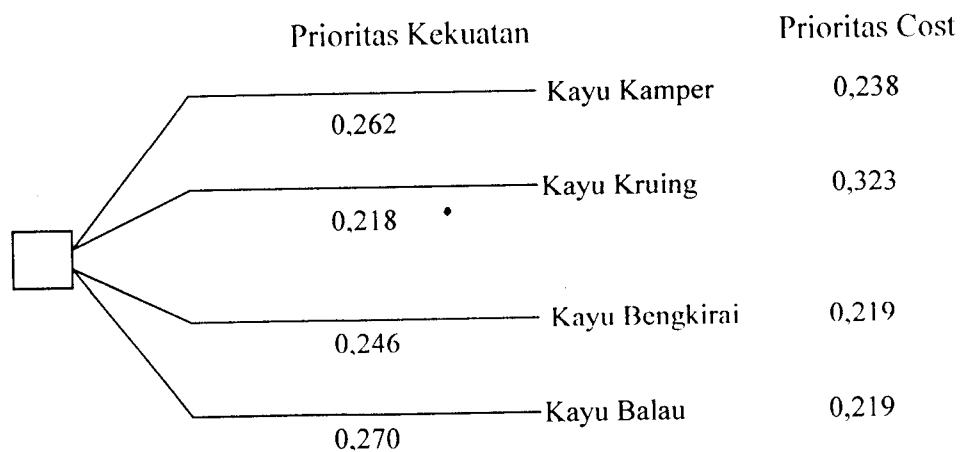 Prioritas Kekuatan Prioritas Cost
Kayu Kamper 0,238
0,262
Kayu Kruing 0,323
0,218
Kayu Bengkirai 0,219
0,246
Kayu Balau 0,219
0,270